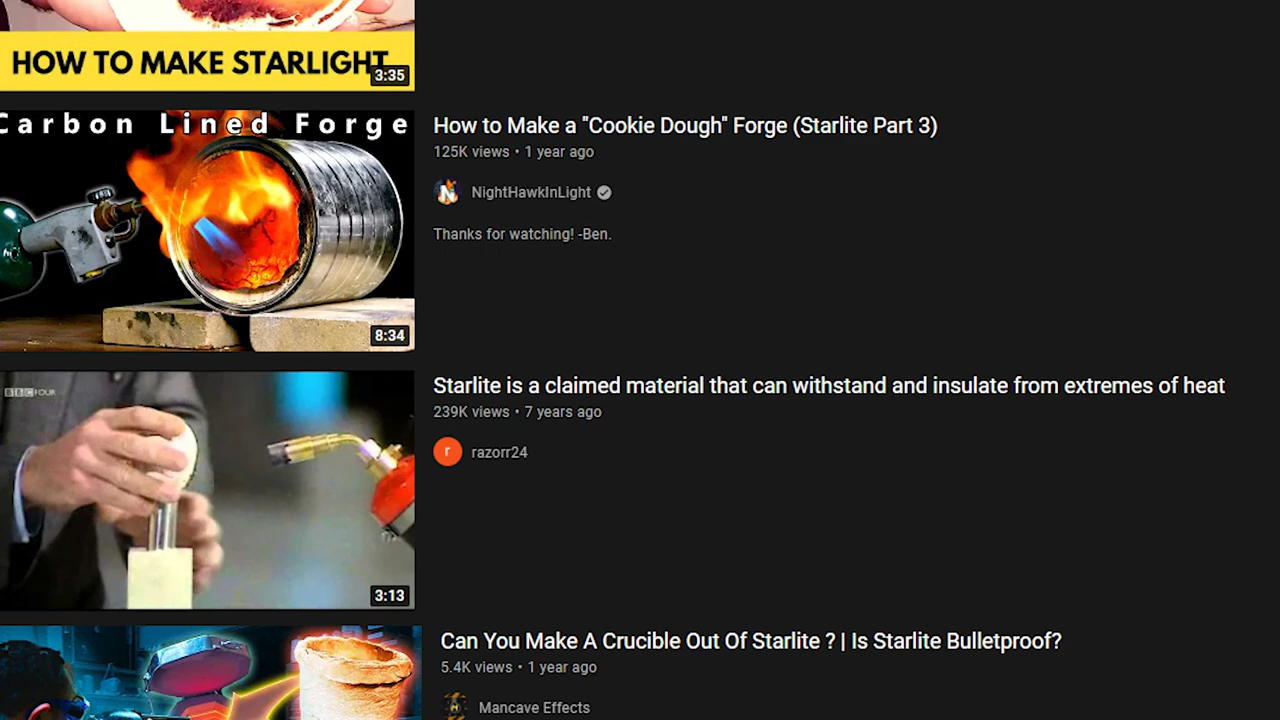 HOW TO MAKE STARLIGHT
3:35
Carbon Lined Forge
8:34
How to Make a "Cookie Dough" Forge (Starlite Part 3)
125K views • 1 year ago
N
NightHawkInLight
Thanks for watching! -Ben.
BBC FOUR
3:13
Starlite is a claimed material that can withstand and insulate from extremes of heat
239K views • 7 years ago
r
razorr24
Can You Make A Crucible Out Of Starlite ? | Is Starlite Bulletproof?
5.4K views • 1 year ago
Mancave Effects